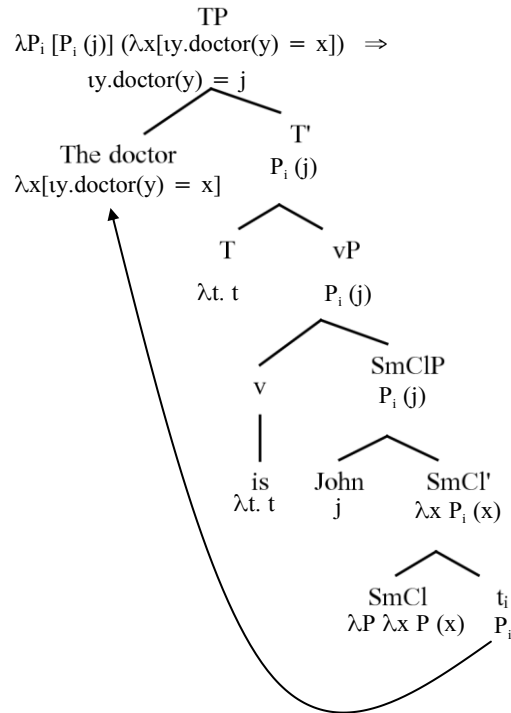 TP
λPᵢ [Pᵢ (j)] (λx[ιy.doctor(y) = x]) ⇒
ιy.doctor(y) = j
T'
The doctor
Pᵢ (j)
λx[ιy.doctor(y) = x]
T vP
λt. t Pᵢ (j)
SmClP
v Pᵢ (j)
is John SmCl'
λt. t j λx Pᵢ (x)
SmCl tᵢ
λP λx P (x) Pᵢ